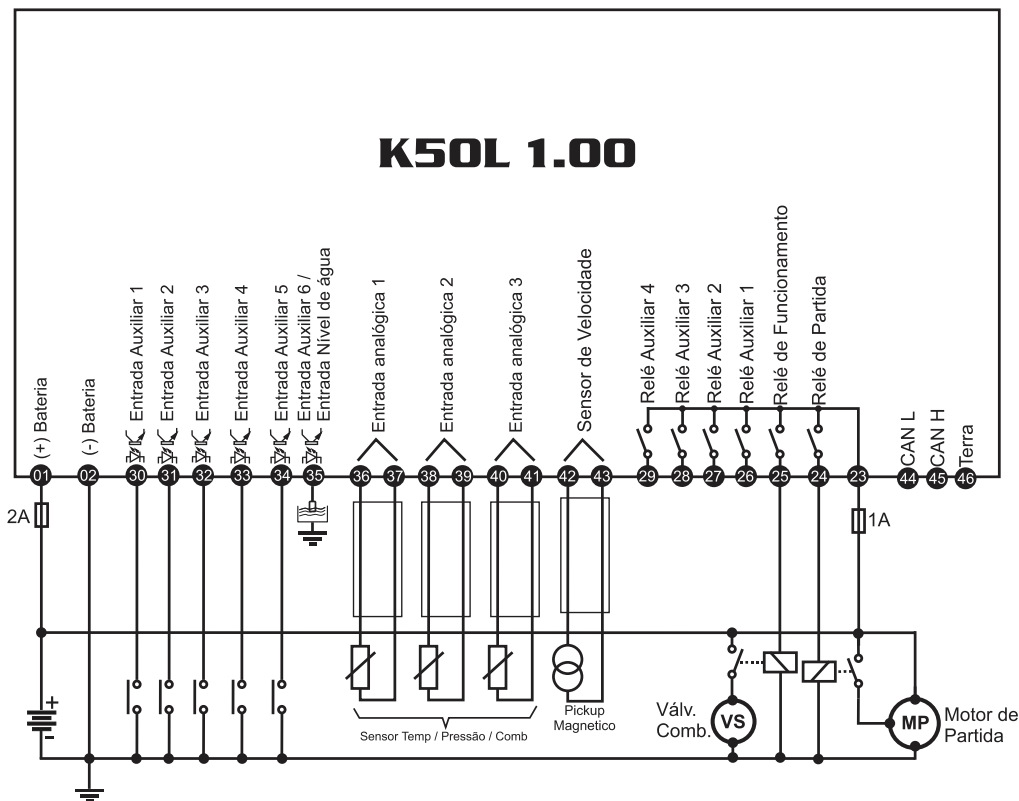 K50L 1.00
(+) Bateria
(-) Bateria
Entrada Auxiliar 1
Entrada Auxiliar 2
Entrada Auxiliar 3
Entrada Auxiliar 4
Entrada Auxiliar 5
Entrada Auxiliar 6 /
Entrada Nível de água
Entrada analógica 1
Entrada analógica 2
Entrada analógica 3
Sensor de Velocidade
Relé Auxiliar 4
Relé Auxiliar 3
Relé Auxiliar 2
Relé Auxiliar 1
Relé de Funcionamento
Relé de Partida
CAN L
CAN H
Terra
01 02 30 31 32 33 34 35 36 37 38 39 40 41 42 43 29 28 27 26 25 24 23 44 45 46
2A
1A
+
-
Sensor Temp / Pressão / Comb
Pickup
Magnetico
Válv.
Comb.
VS
MP
Motor de
Partida